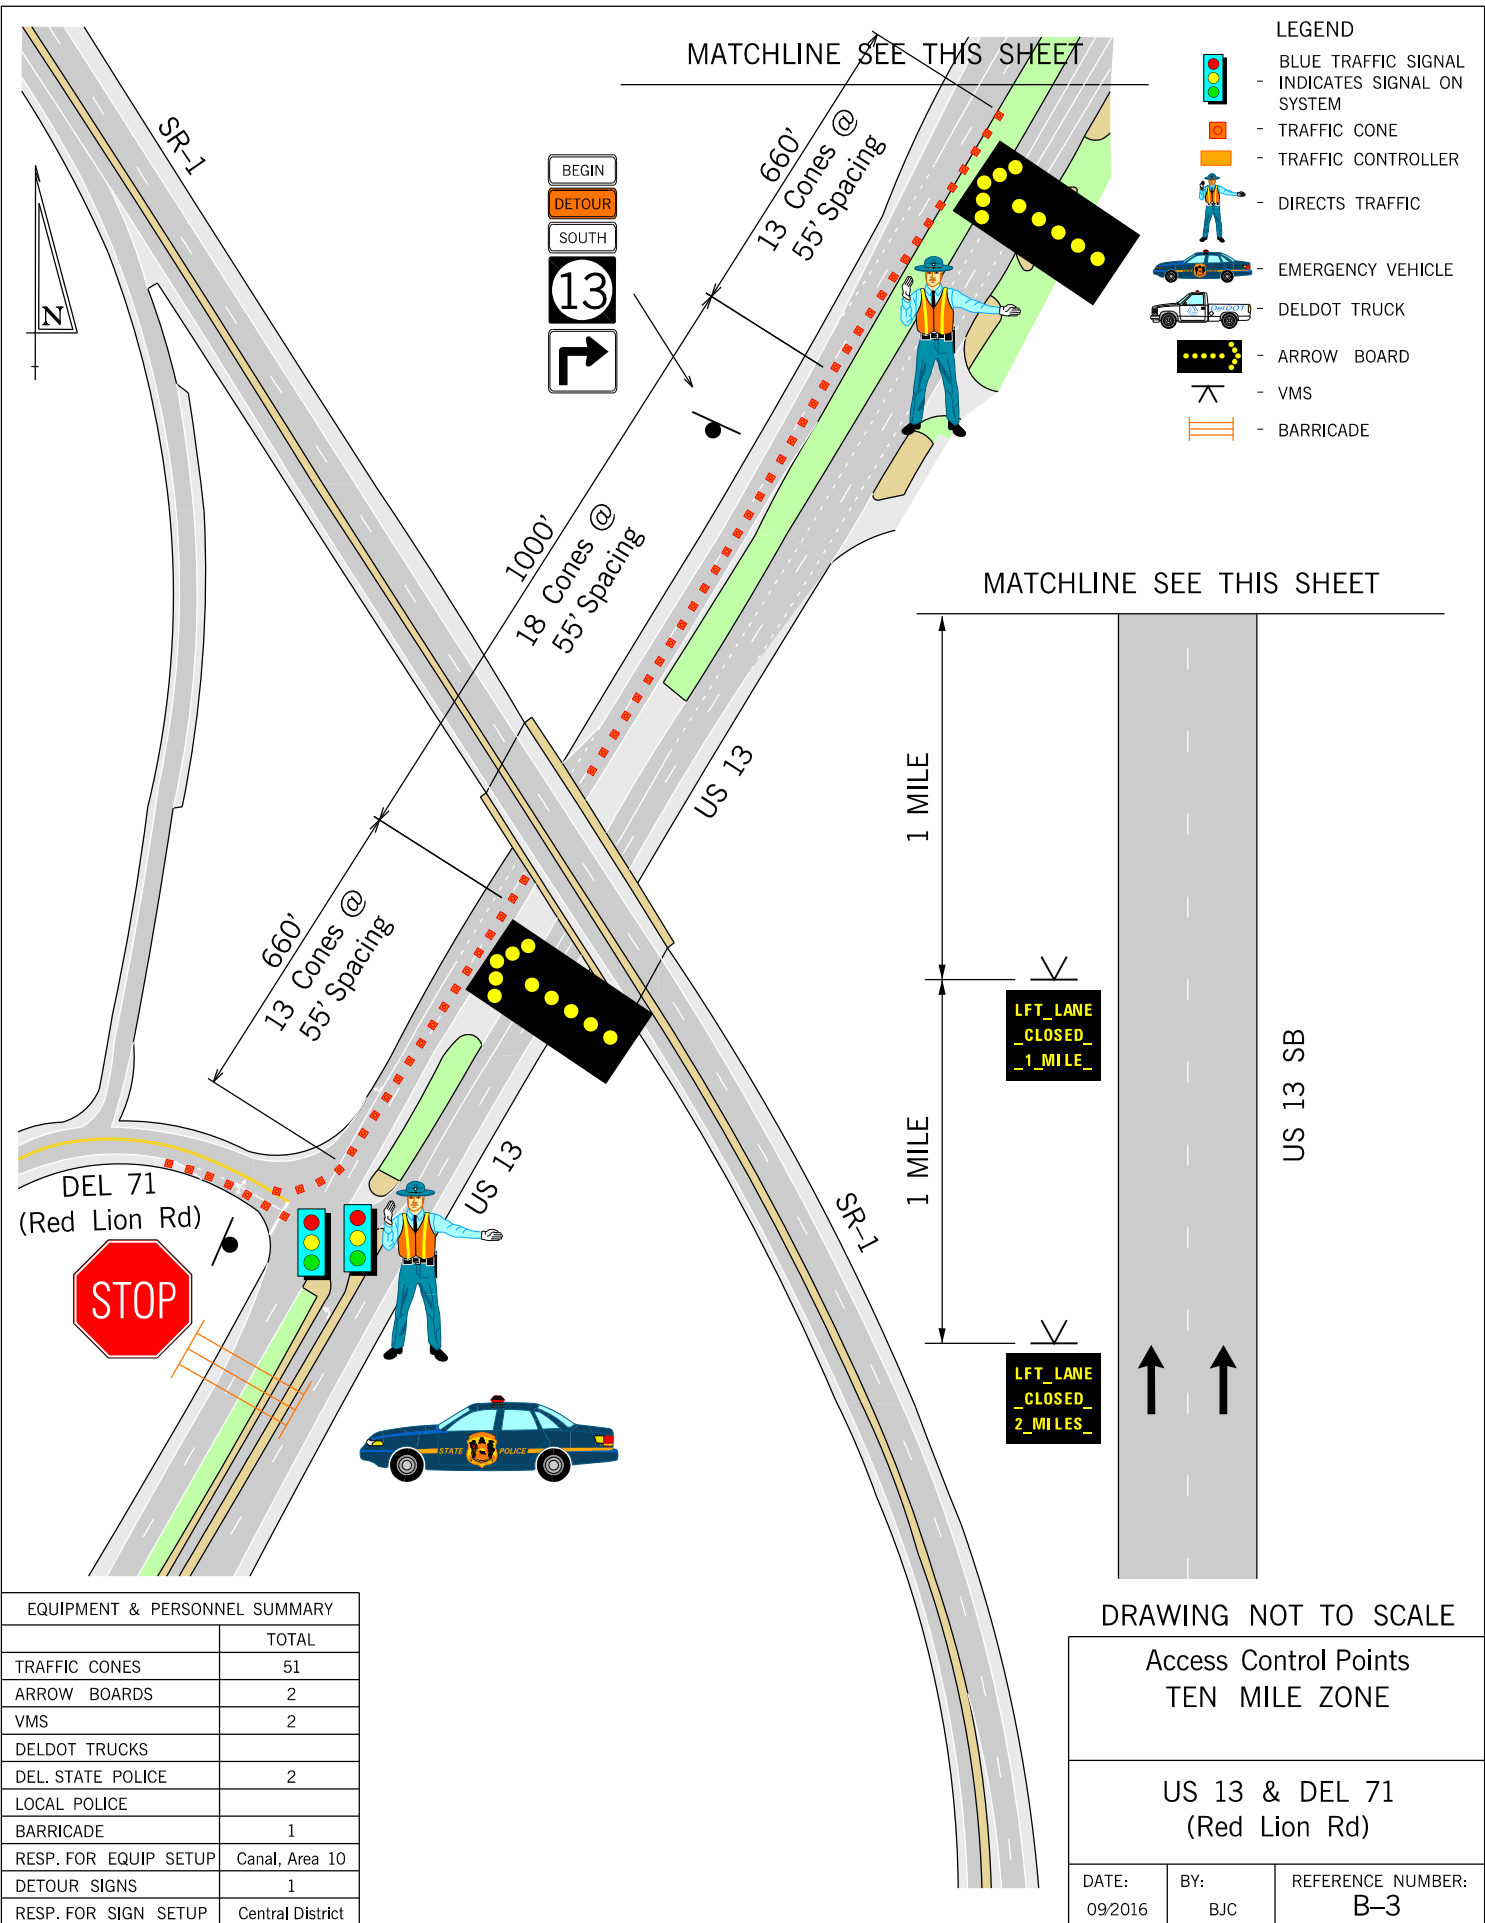 MATCHLINE SEE THIS SHEET
LEGEND
BLUE TRAFFIC SIGNAL
- INDICATES SIGNAL ON
SYSTEM
- TRAFFIC CONE
- TRAFFIC CONTROLLER
- DIRECTS TRAFFIC
- EMERGENCY VEHICLE
DelDOT
- DELDOT TRUCK
- ARROW BOARD
- VMS
- BARRICADE
SR-1
N
BEGIN
DETOUR
SOUTH
13
660'
13 Cones @
55' Spacing
1000'
18 Cones @
55' Spacing
US 13
660'
13 Cones @
55' Spacing
US 13
SR-1
DEL 71
(Red Lion Rd)
STOP
STATE POLICE
MATCHLINE SEE THIS SHEET
1 MILE
LFT_LANE
_CLOSED_
_1_MILE_
1 MILE
US 13 SB
LFT_LANE
_CLOSED_
2_MILES_
EQUIPMENT & PERSONNEL SUMMARY
TOTAL
TRAFFIC CONES 51
ARROW BOARDS 2
VMS 2
DELDOT TRUCKS
DEL. STATE POLICE 2
LOCAL POLICE
BARRICADE 1
RESP. FOR EQUIP SETUP Canal, Area 10
DETOUR SIGNS 1
RESP. FOR SIGN SETUP Central District
DRAWING NOT TO SCALE
Access Control Points
TEN MILE ZONE
US 13 & DEL 71
(Red Lion Rd)
DATE: BY: REFERENCE NUMBER:
09/2016 BJC B-3